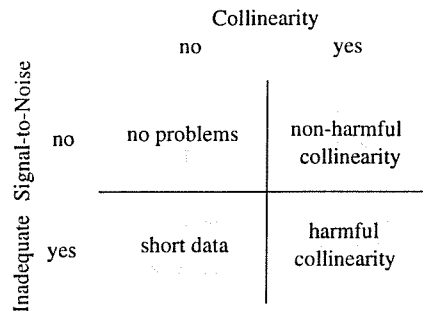 Collinearity
no yes
Inadequate Signal-to-Noise
no
no problems
non-harmful
collinearity
yes
short data
harmful
collinearity